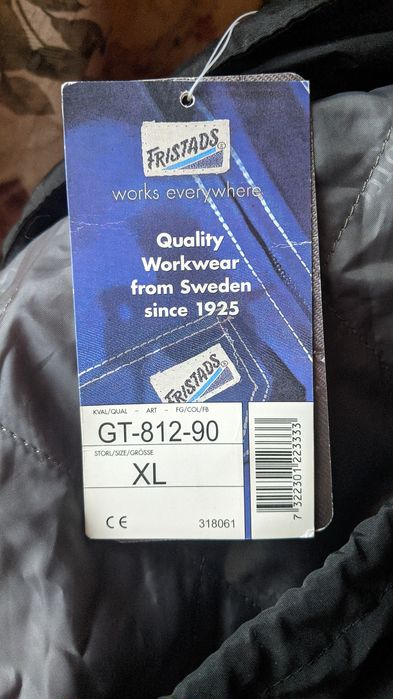 FRISTADS®
works everywhere
Quality
Workwear
from Sweden
since 1925
FRISTADS
KVAL/QUAL - ART - FG/COL/FB
GT-812-90
STORL/SIZE/GRÖSSE
XL
CE
318061
7 322301 223333